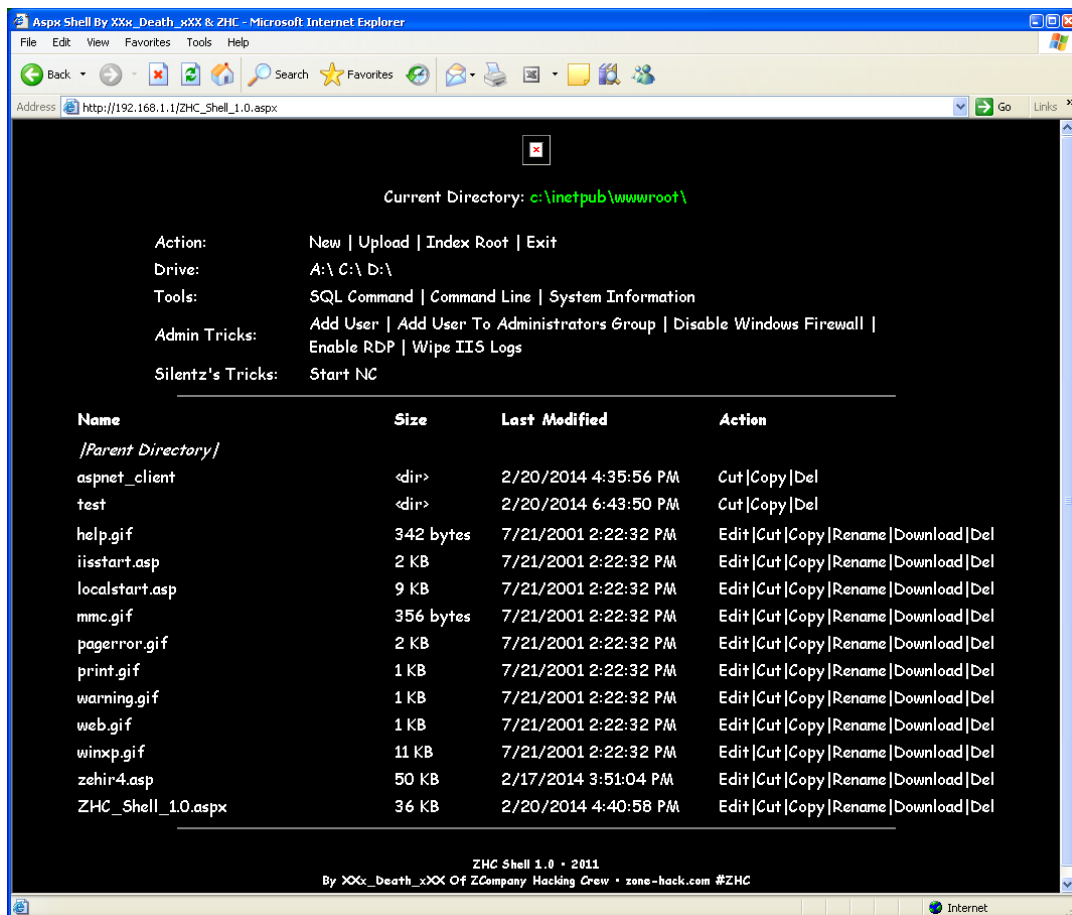 Aspx Shell By XXx_Death_xXX & ZHC - Microsoft Internet Explorer
File Edit View Favorites Tools Help
Back Search Favorites
Address http://192.168.1.1/ZHC_Shell_1.0.aspx Go Links »
Current Directory: c:\inetpub\wwwroot\
Action: New | Upload | Index Root | Exit
Drive: A:\ C:\ D:\
Tools: SQL Command | Command Line | System Information
Admin Tricks: Add User | Add User To Administrators Group | Disable Windows Firewall |
Enable RDP | Wipe IIS Logs
Silentz's Tricks: Start NC
Name Size Last Modified Action
|Parent Directory|
aspnet_client <dir> 2/20/2014 4:35:56 PM Cut|Copy|Del
test <dir> 2/20/2014 6:43:50 PM Cut|Copy|Del
help.gif 342 bytes 7/21/2001 2:22:32 PM Edit|Cut|Copy|Rename|Download|Del
iisstart.asp 2 KB 7/21/2001 2:22:32 PM Edit|Cut|Copy|Rename|Download|Del
localstart.asp 9 KB 7/21/2001 2:22:32 PM Edit|Cut|Copy|Rename|Download|Del
mmc.gif 356 bytes 7/21/2001 2:22:32 PM Edit|Cut|Copy|Rename|Download|Del
pagerror.gif 2 KB 7/21/2001 2:22:32 PM Edit|Cut|Copy|Rename|Download|Del
print.gif 1 KB 7/21/2001 2:22:32 PM Edit|Cut|Copy|Rename|Download|Del
warning.gif 1 KB 7/21/2001 2:22:32 PM Edit|Cut|Copy|Rename|Download|Del
web.gif 1 KB 7/21/2001 2:22:32 PM Edit|Cut|Copy|Rename|Download|Del
winxp.gif 11 KB 7/21/2001 2:22:32 PM Edit|Cut|Copy|Rename|Download|Del
zehir4.asp 50 KB 2/17/2014 3:51:04 PM Edit|Cut|Copy|Rename|Download|Del
ZHC_Shell_1.0.aspx 36 KB 2/20/2014 4:40:58 PM Edit|Cut|Copy|Rename|Download|Del
ZHC Shell 1.0 • 2011
By XXx_Death_xXX Of ZCompany Hacking Crew • zone-hack.com #ZHC
Internet